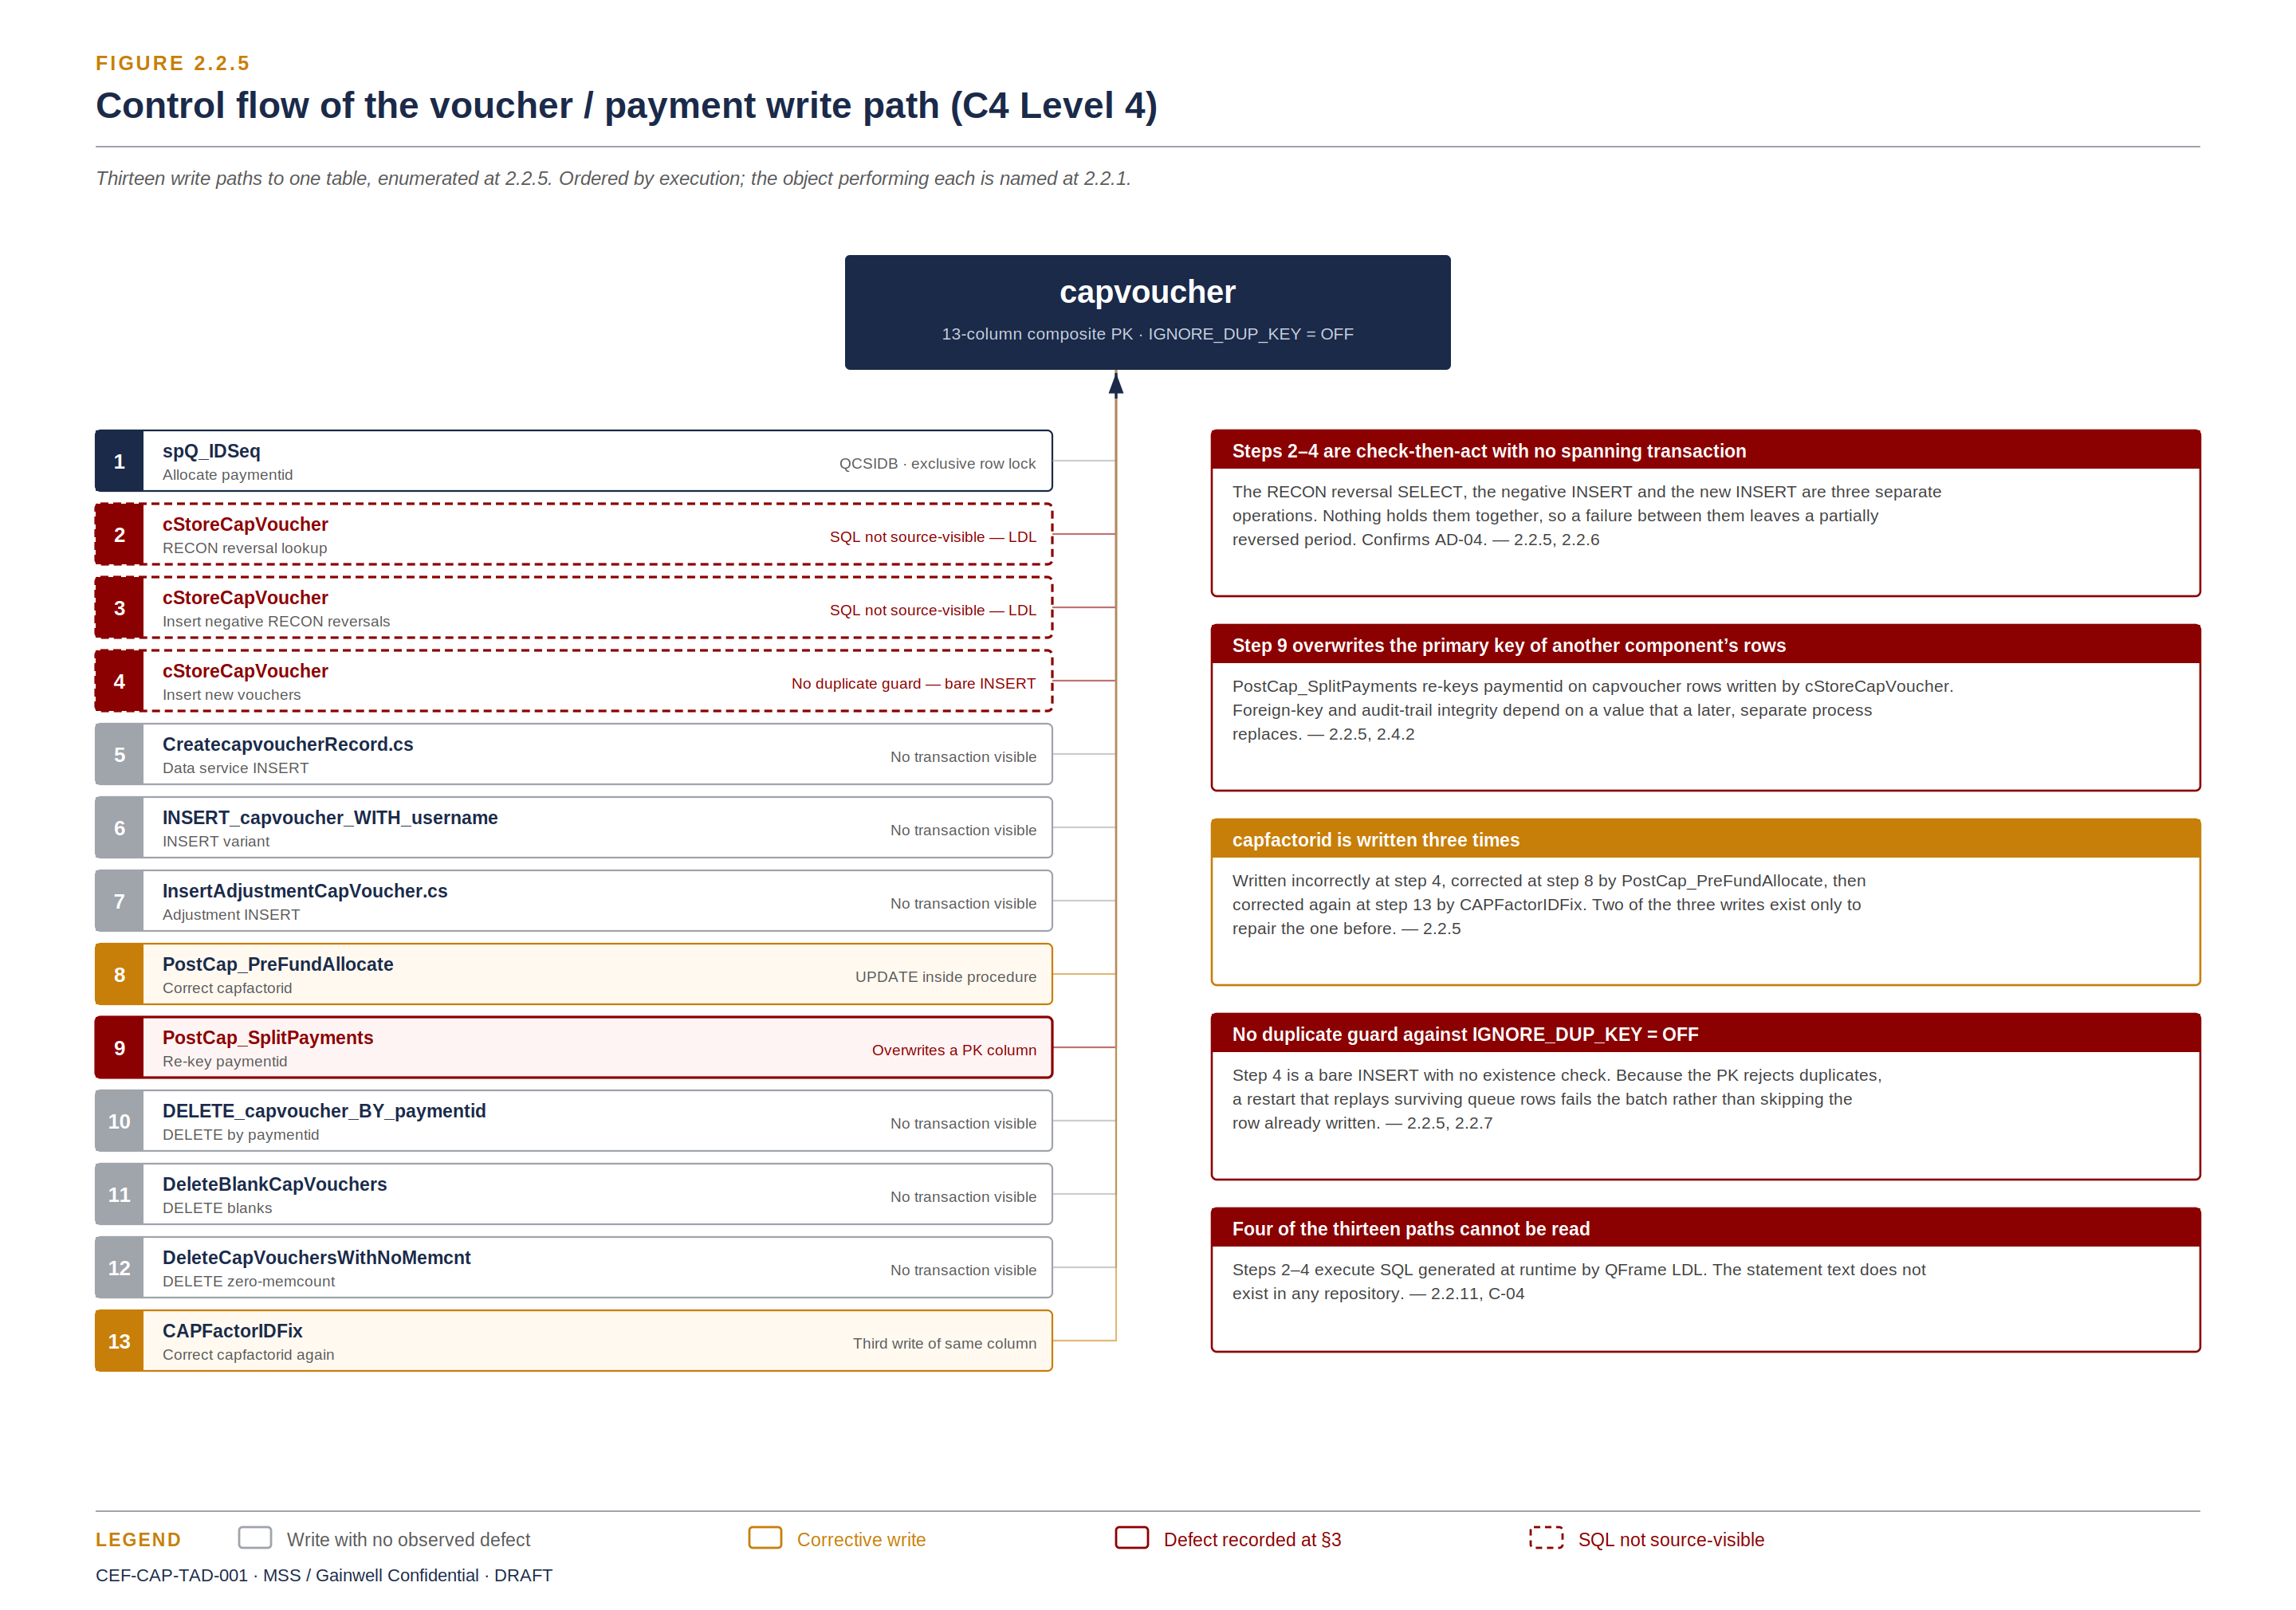 FIGURE 2.2.5
Control flow of the voucher / payment write path (C4 Level 4)
Thirteen write paths to one table, enumerated at 2.2.5. Ordered by execution; the object performing each is named at 2.2.1.
capvoucher
13-column composite PK · IGNORE_DUP_KEY = OFF
1
spQ_IDSeq
Allocate paymentid
QCSIDB · exclusive row lock
2
cStoreCapVoucher
RECON reversal lookup
SQL not source-visible — LDL
3
cStoreCapVoucher
Insert negative RECON reversals
SQL not source-visible — LDL
4
cStoreCapVoucher
Insert new vouchers
No duplicate guard — bare INSERT
5
CreatecapvoucherRecord.cs
Data service INSERT
No transaction visible
6
INSERT_capvoucher_WITH_username
INSERT variant
No transaction visible
7
InsertAdjustmentCapVoucher.cs
Adjustment INSERT
No transaction visible
8
PostCap_PreFundAllocate
Correct capfactorid
UPDATE inside procedure
9
PostCap_SplitPayments
Re-key paymentid
Overwrites a PK column
10
DELETE_capvoucher_BY_paymentid
DELETE by paymentid
No transaction visible
11
DeleteBlankCapVouchers
DELETE blanks
No transaction visible
12
DeleteCapVouchersWithNoMemcnt
DELETE zero-memcount
No transaction visible
13
CAPFactorIDFix
Correct capfactorid again
Third write of same column
Steps 2–4 are check-then-act with no spanning transaction
The RECON reversal SELECT, the negative INSERT and the new INSERT are three separate
operations. Nothing holds them together, so a failure between them leaves a partially
reversed period. Confirms AD-04. — 2.2.5, 2.2.6
Step 9 overwrites the primary key of another component’s rows
PostCap_SplitPayments re-keys paymentid on capvoucher rows written by cStoreCapVoucher.
Foreign-key and audit-trail integrity depend on a value that a later, separate process
replaces. — 2.2.5, 2.4.2
capfactorid is written three times
Written incorrectly at step 4, corrected at step 8 by PostCap_PreFundAllocate, then
corrected again at step 13 by CAPFactorIDFix. Two of the three writes exist only to
repair the one before. — 2.2.5
No duplicate guard against IGNORE_DUP_KEY = OFF
Step 4 is a bare INSERT with no existence check. Because the PK rejects duplicates,
a restart that replays surviving queue rows fails the batch rather than skipping the
row already written. — 2.2.5, 2.2.7
Four of the thirteen paths cannot be read
Steps 2–4 execute SQL generated at runtime by QFrame LDL. The statement text does not
exist in any repository. — 2.2.11, C-04
LEGEND
Write with no observed defect
Corrective write
Defect recorded at §3
SQL not source-visible
CEF-CAP-TAD-001 · MSS / Gainwell Confidential · DRAFT